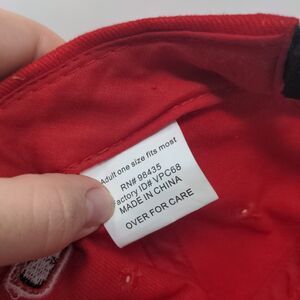 Adult one size fits most
RN# 98435
Factory ID# VPC68
MADE IN CHINA
OVER FOR CARE